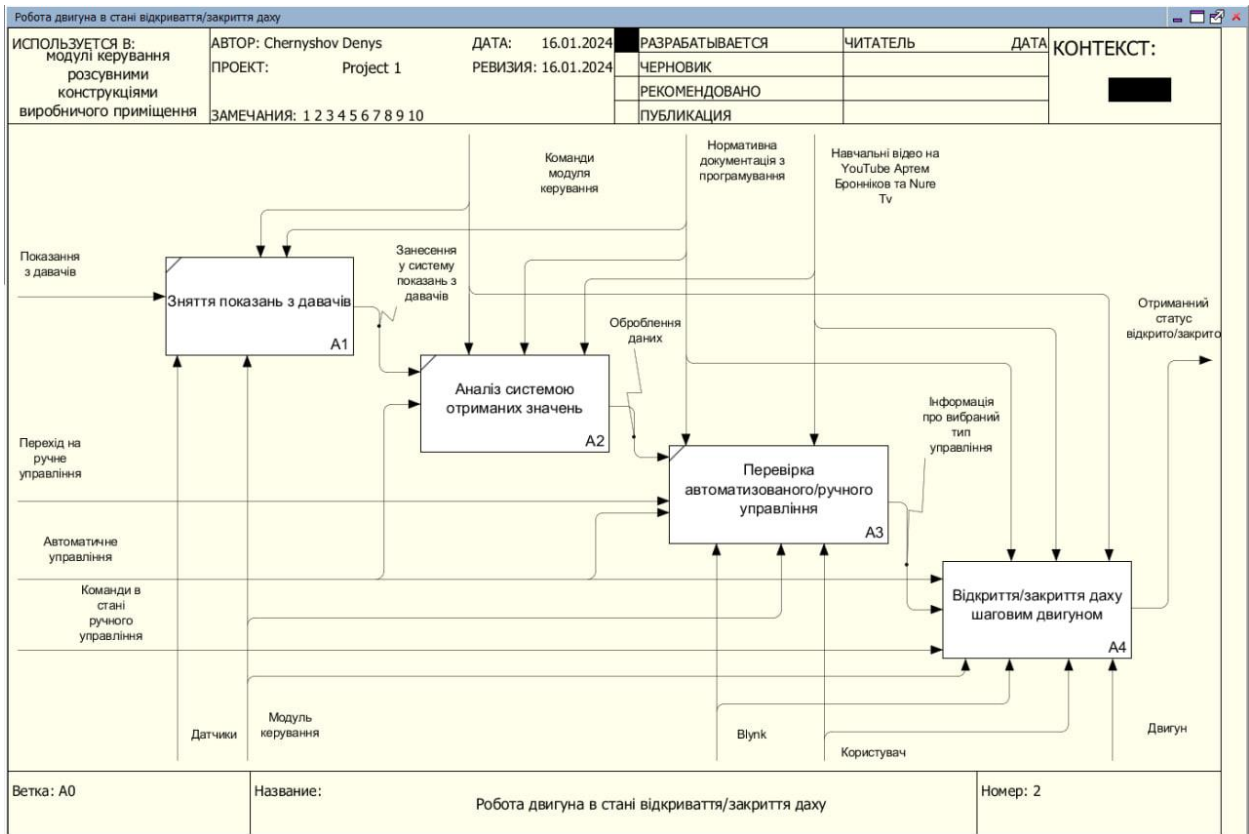 Робота двигуна в стані відкриваття/закриття даху
ИСПОЛЬЗУЕТСЯ В:
модулі керування
розсувними
конструкціями
виробничого приміщення
АВТОР: Chernyshov Denys
ДАТА: 16.01.2024
ПРОЕКТ: Project 1
РЕВИЗИЯ: 16.01.2024
ЗАМЕЧАНИЯ: 1 2 3 4 5 6 7 8 9 10
РАЗРАБАТЫВАЕТСЯ
ЧЕРНОВИК
РЕКОМЕНДОВАНО
ПУБЛИКАЦИЯ
ЧИТАТЕЛЬ
ДАТА
КОНТЕКСТ:
Команди
модуля
керування
Нормативна
документація з
програмування
Навчальні відео на
YouTube Артем
Бронніков та Nure
Tv
Показання
з давачів
Зняття показань з давачів
A1
Занесення
у систему
показань з
давачів
Аналіз системою
отриманих значень
A2
Оброблення
даних
Отриманний
статус
відкрито/закрито
Перехід на
ручне
управління
Перевірка
автоматизованого/ручного
управління
A3
Інформація
про вибраний
тип
управління
Автоматичне
управління
Команди в
стані
ручного
управління
Відкриття/закриття даху
шаговим двигуном
A4
Датчики
Модуль
керування
Blynk
Користувач
Двигун
Ветка: A0
Название:
Робота двигуна в стані відкриваття/закриття даху
Номер: 2